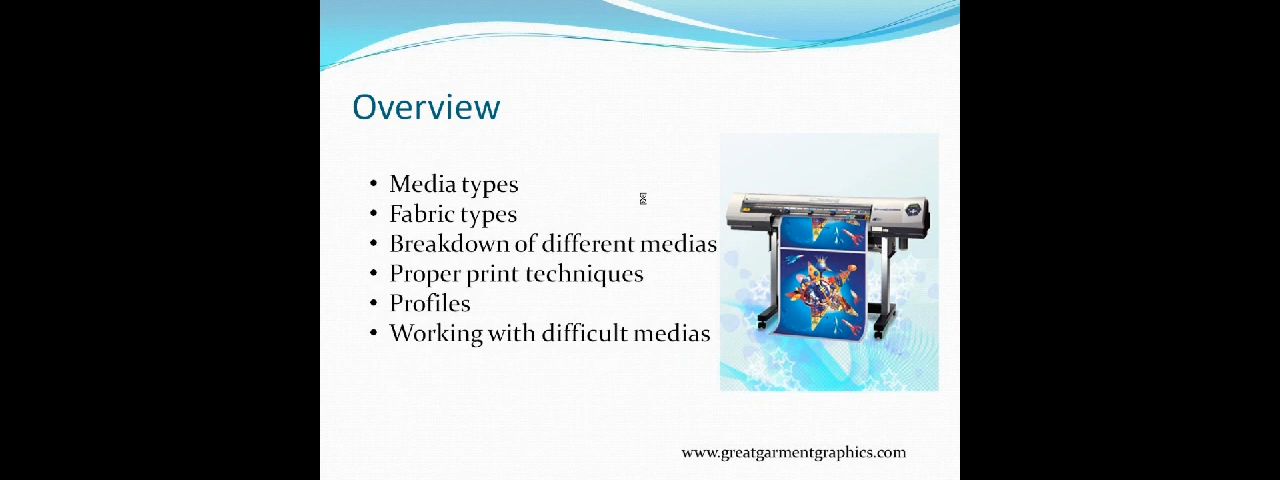 Overview
• Media types
• Fabric types
• Breakdown of different medias
• Proper print techniques
• Profiles
• Working with difficult medias
www.greatgarmentgraphics.com